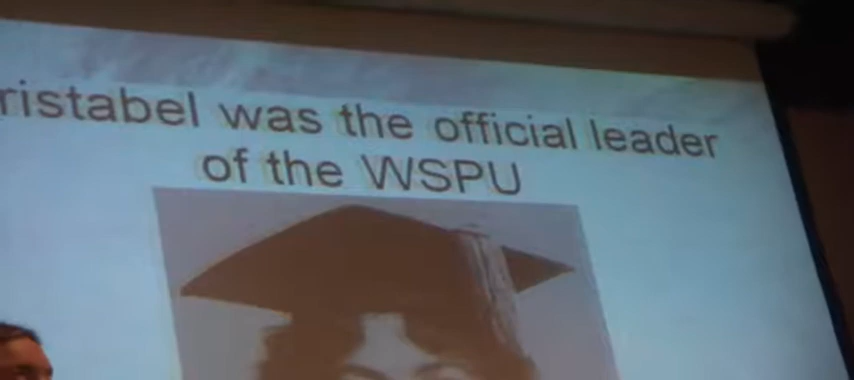 ristabel was the official leader
of the WSPU